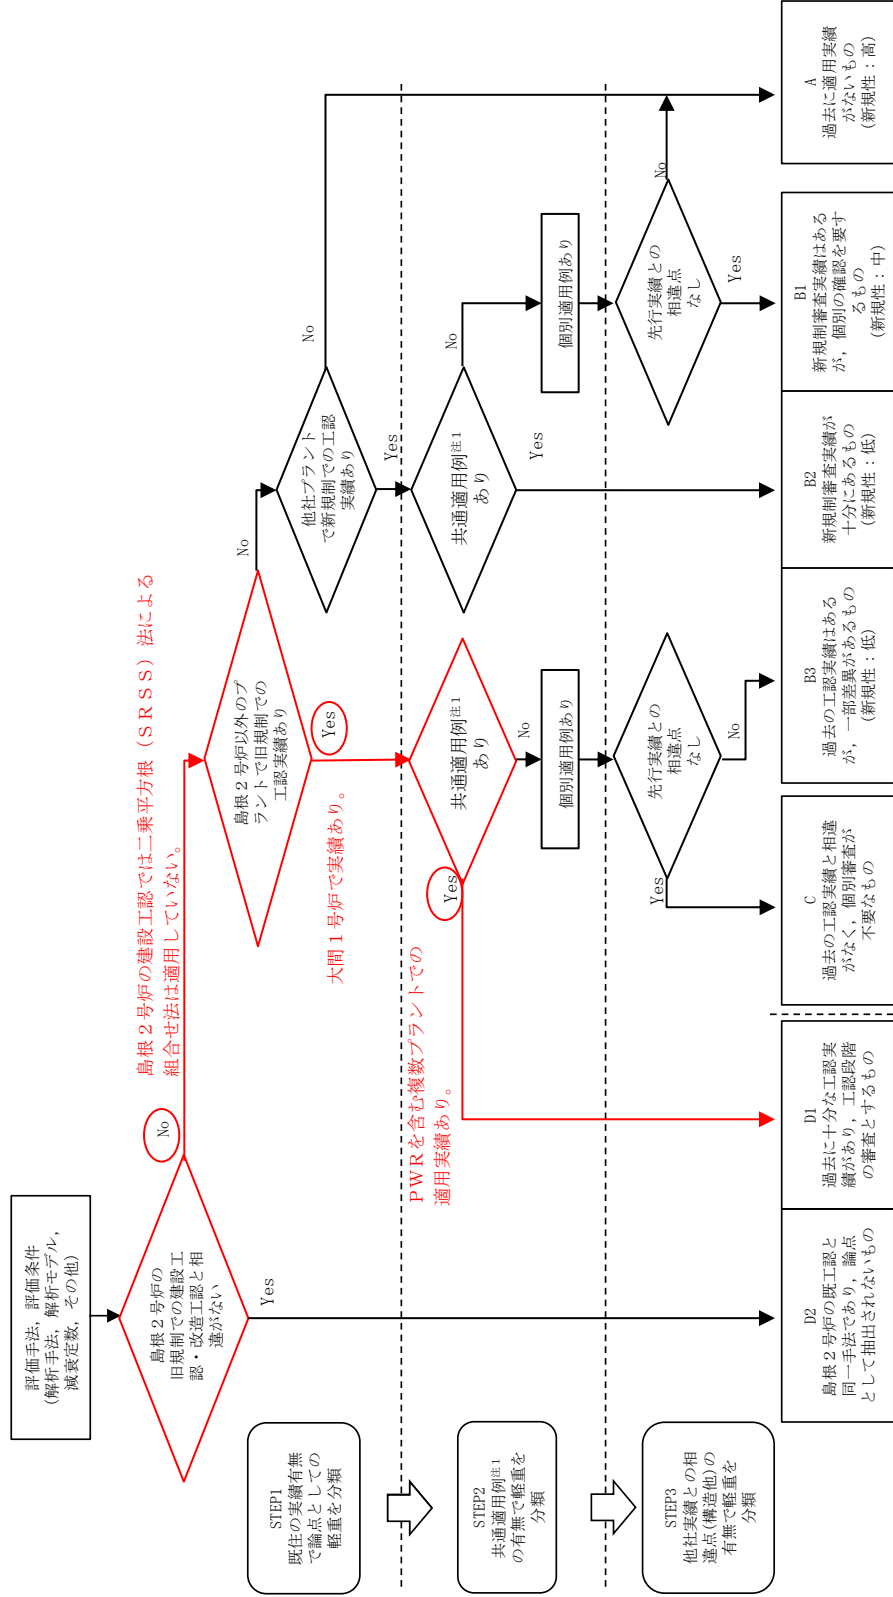 評価手法，評価条件
(解析手法，解析モデル，
減衰定数，その他)
島根２号炉の
旧規制での建設工
認・改造工認と相
違がない
No
Yes
島根２号炉の建設工認では二乗平方根（ＳＲＳＳ）法による
組合せ法は適用していない。
島根２号炉以外のプ
ラントで旧規制での
工認実績あり
No
Yes
大間１号炉で実績あり。
他社プラント
で新規制での工認
実績あり
No
Yes
STEP1
既往の実績有無
で論点としての
軽重を分類
STEP2
共通適用例注１
の有無で軽重を
分類
STEP3
他社実績との相
違点(構造他)の
有無で軽重を
分類
ＰＷＲを含む複数プラントでの
適用実績あり。
共通適用例注１
あり
Yes
No
個別適用例あり
先行実績との
相違点
なし
Yes
No
共通適用例注１
あり
No
Yes
個別適用例あり
先行実績との
相違点
なし
No
Yes
D2
島根２号炉の既工認と
同一手法であり，論点
として抽出されないもの
D1
過去に十分な工認実
績があり，工認段階
の審査とするもの
C
過去の工認実績と相違
がなく，個別審査が
不要なもの
B3
過去の工認実績はある
が，一部差異があるもの
(新規性：低)
B2
新規制審査実績が
十分にあるもの
(新規性：低)
B1
新規制審査実績はある
が，個別の確認を要す
るもの
(新規性：中)
A
過去に適用実績
がないもの
(新規性：高)